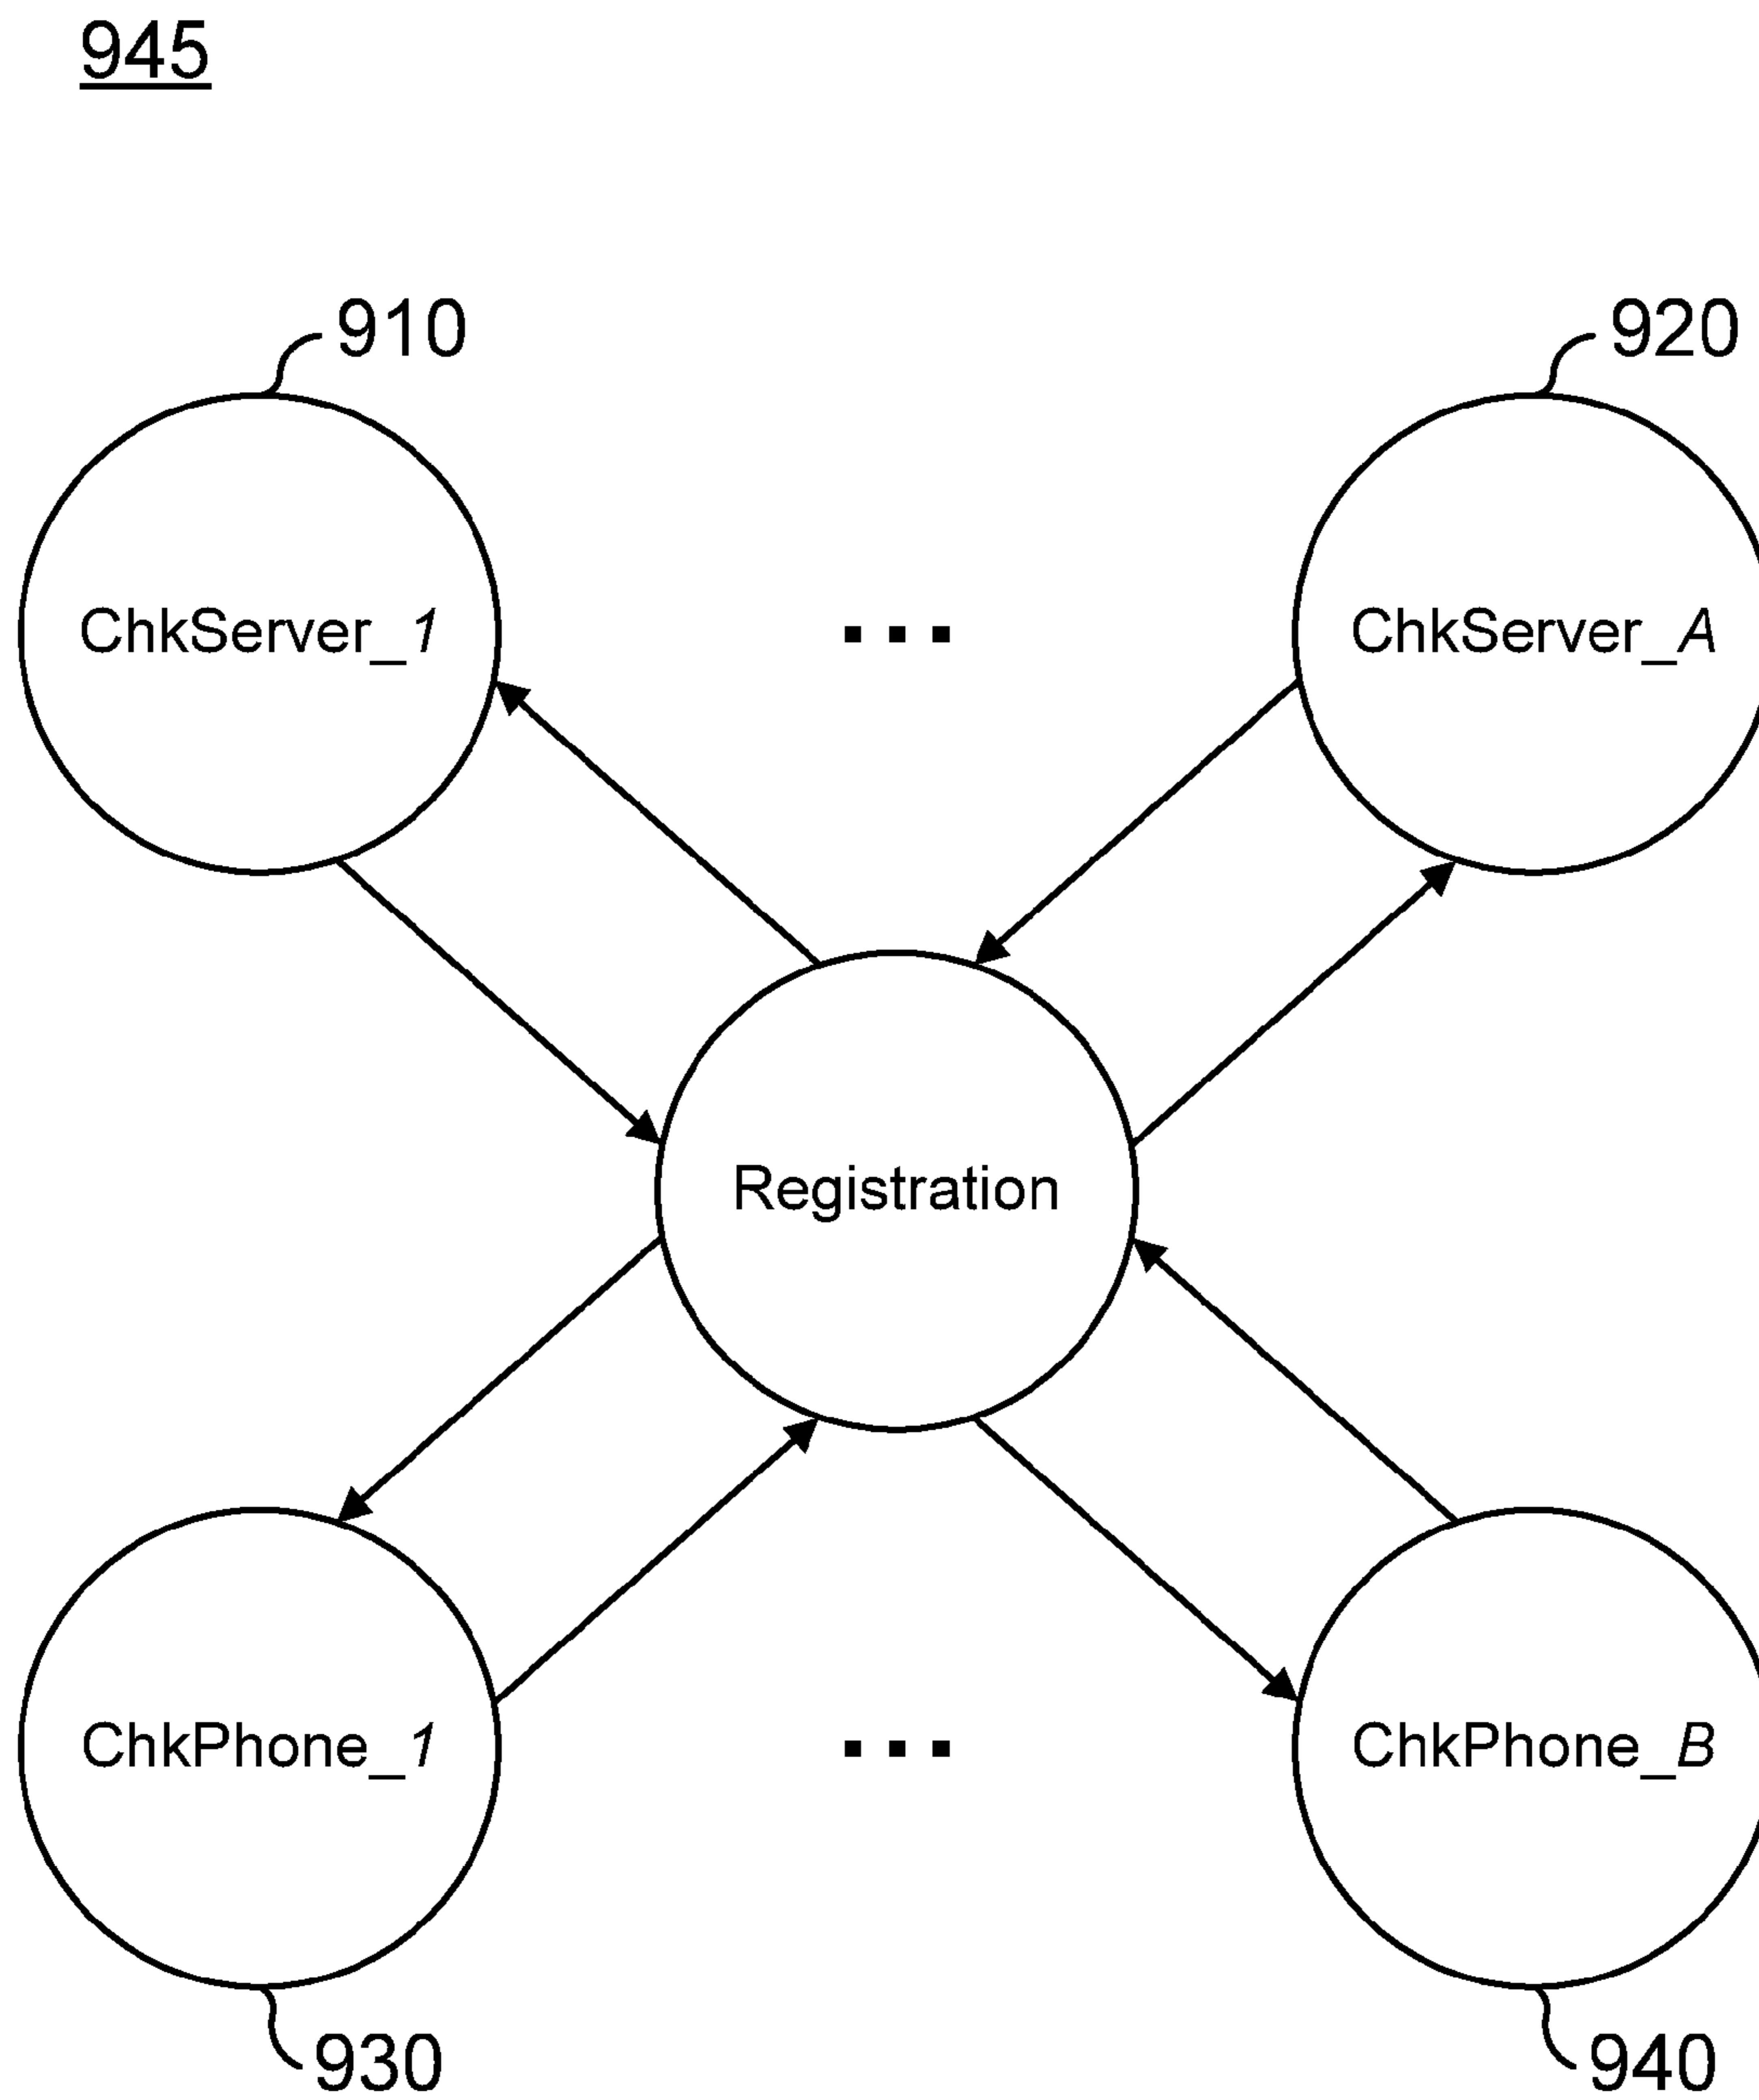 945
910
920
ChkServer_1
...
ChkServer_A
Registration
ChkPhone_1
...
ChkPhone_B
930
940